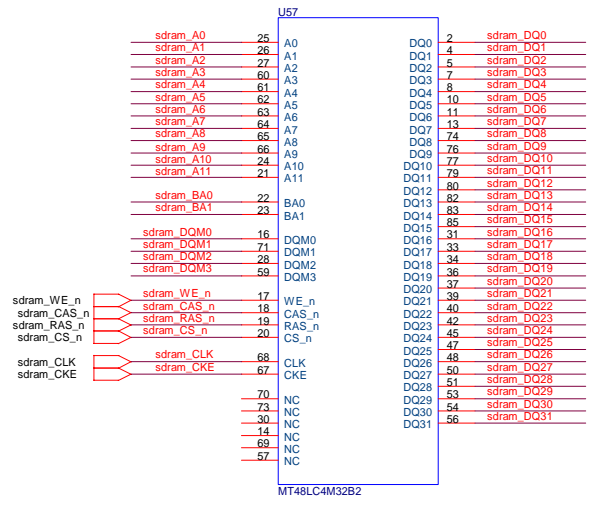 U57
sdram_A0 25 A0 DQ0 2 sdram_DQ0
sdram_A1 26 A1 DQ1 4 sdram_DQ1
sdram_A2 27 A2 DQ2 5 sdram_DQ2
sdram_A3 60 A3 DQ3 7 sdram_DQ3
sdram_A4 61 A4 DQ4 8 sdram_DQ4
sdram_A5 62 A5 DQ5 10 sdram_DQ5
sdram_A6 63 A6 DQ6 11 sdram_DQ6
sdram_A7 64 A7 DQ7 13 sdram_DQ7
sdram_A8 65 A8 DQ8 74 sdram_DQ8
sdram_A9 66 A9 DQ9 76 sdram_DQ9
sdram_A10 24 A10 DQ10 77 sdram_DQ10
sdram_A11 21 A11 DQ11 79 sdram_DQ11
DQ12 80 sdram_DQ12
sdram_BA0 22 BA0 DQ13 82 sdram_DQ13
sdram_BA1 23 BA1 DQ14 83 sdram_DQ14
DQ15 85 sdram_DQ15
sdram_DQM0 16 DQM0 DQ16 31 sdram_DQ16
sdram_DQM1 71 DQM1 DQ17 33 sdram_DQ17
sdram_DQM2 28 DQM2 DQ18 34 sdram_DQ18
sdram_DQM3 59 DQM3 DQ19 36 sdram_DQ19
DQ20 37 sdram_DQ20
sdram_WE_n sdram_WE_n 17 WE_n DQ21 39 sdram_DQ21
sdram_CAS_n sdram_CAS_n 18 CAS_n DQ22 40 sdram_DQ22
sdram_RAS_n sdram_RAS_n 19 RAS_n DQ23 42 sdram_DQ23
sdram_CS_n sdram_CS_n 20 CS_n DQ24 45 sdram_DQ24
DQ25 47 sdram_DQ25
sdram_CLK sdram_CLK 68 CLK DQ26 48 sdram_DQ26
sdram_CKE sdram_CKE 67 CKE DQ27 50 sdram_DQ27
DQ28 51 sdram_DQ28
70 NC DQ29 53 sdram_DQ29
73 NC DQ30 54 sdram_DQ30
30 NC DQ31 56 sdram_DQ31
14 NC
69 NC
57 NC
MT48LC4M32B2